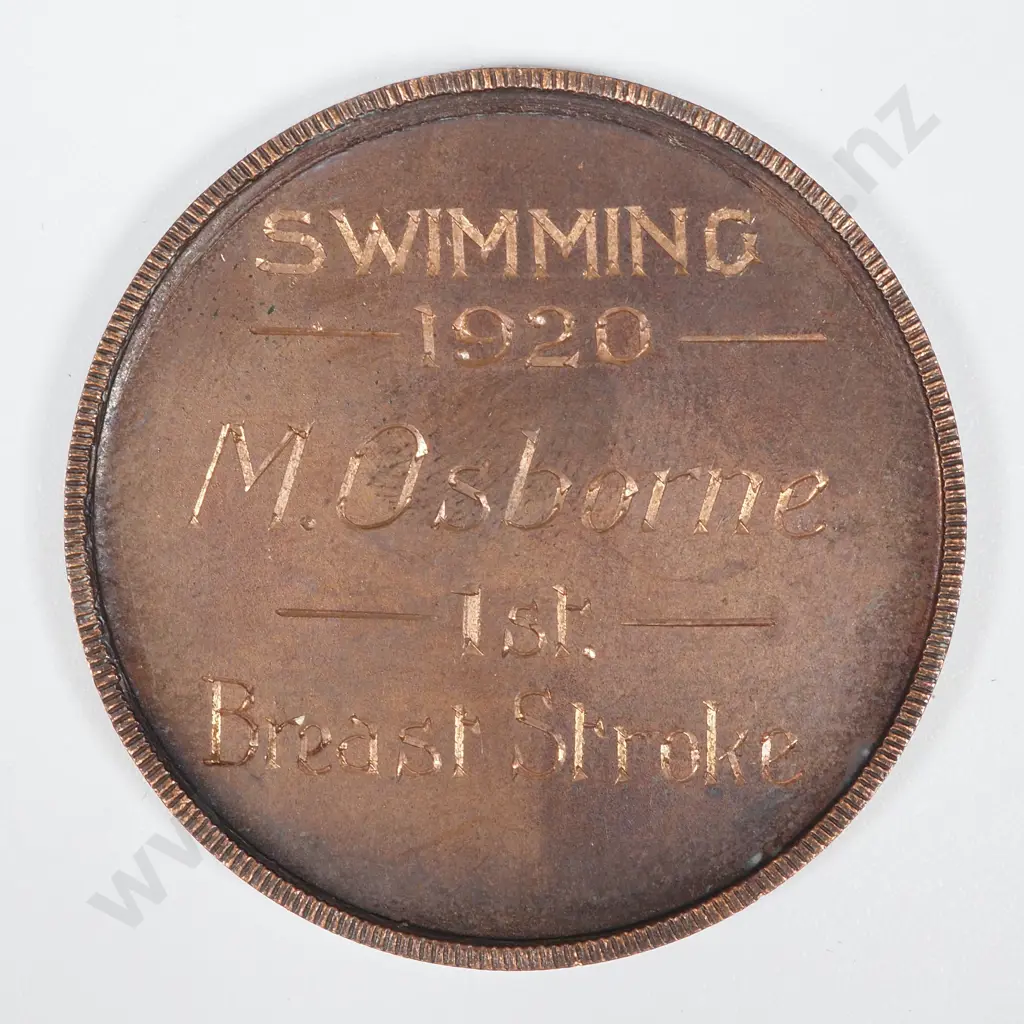 SWIMMING
1920
M. Osborne
1st.
Breast Stroke